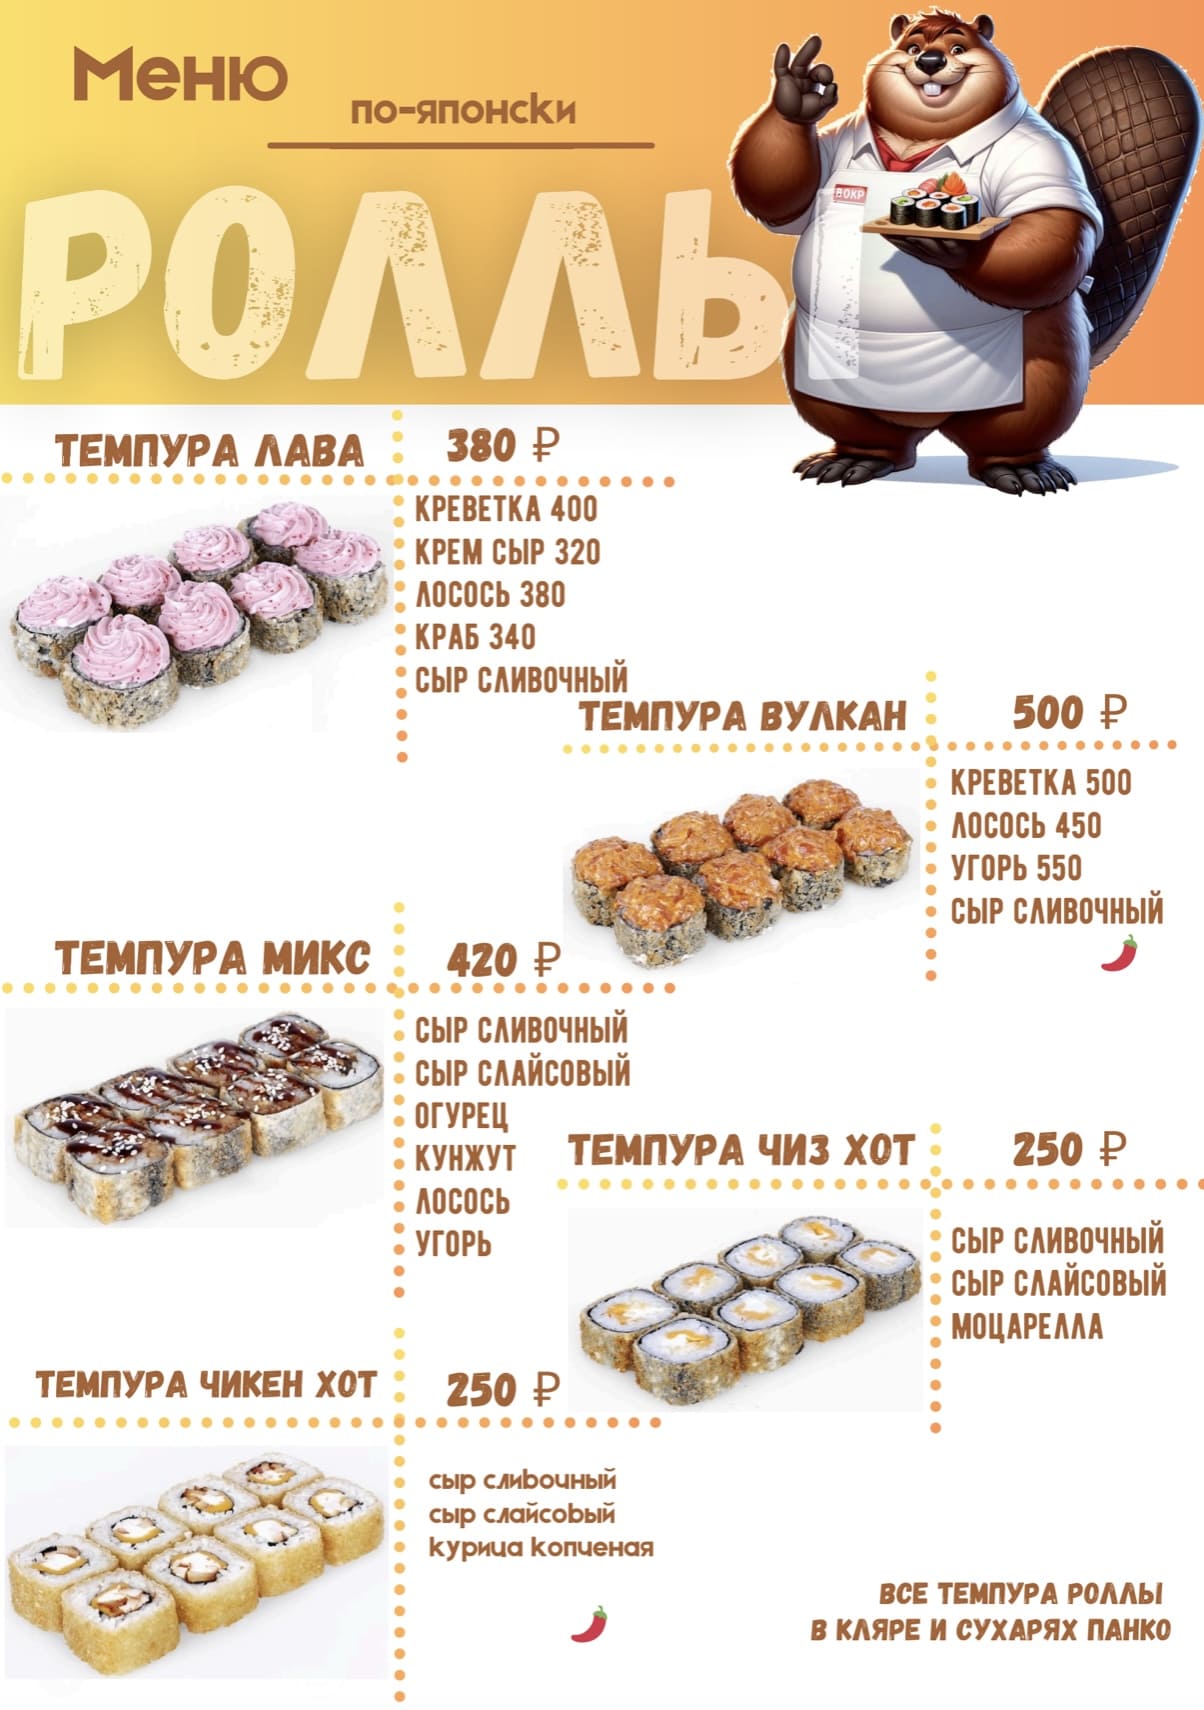 Меню
по-японски
РОЛЛЫ
ВОКР
ТЕМПУРА ЛАВА
380 ₽
КРЕВЕТКА 400
КРЕМ СЫР 320
ЛОСОСЬ 380
КРАБ 340
СЫР СЛИВОЧНЫЙ
ТЕМПУРА ВУЛКАН
500 ₽
КРЕВЕТКА 500
ЛОСОСЬ 450
УГОРЬ 550
СЫР СЛИВОЧНЫЙ
ТЕМПУРА МИКС
420 ₽
СЫР СЛИВОЧНЫЙ
СЫР СЛАЙСОВЫЙ
ОГУРЕЦ
КУНЖУТ
ЛОСОСЬ
УГОРЬ
ТЕМПУРА ЧИЗ ХОТ
250 ₽
СЫР СЛИВОЧНЫЙ
СЫР СЛАЙСОВЫЙ
МОЦАРЕЛЛА
ТЕМПУРА ЧИКЕН ХОТ
250 ₽
сыр сливочный
сыр слайсовый
курица копченая
ВСЕ ТЕМПУРА РОЛЛЫ
В КЛЯРЕ И СУХАРЯХ ПАНКО